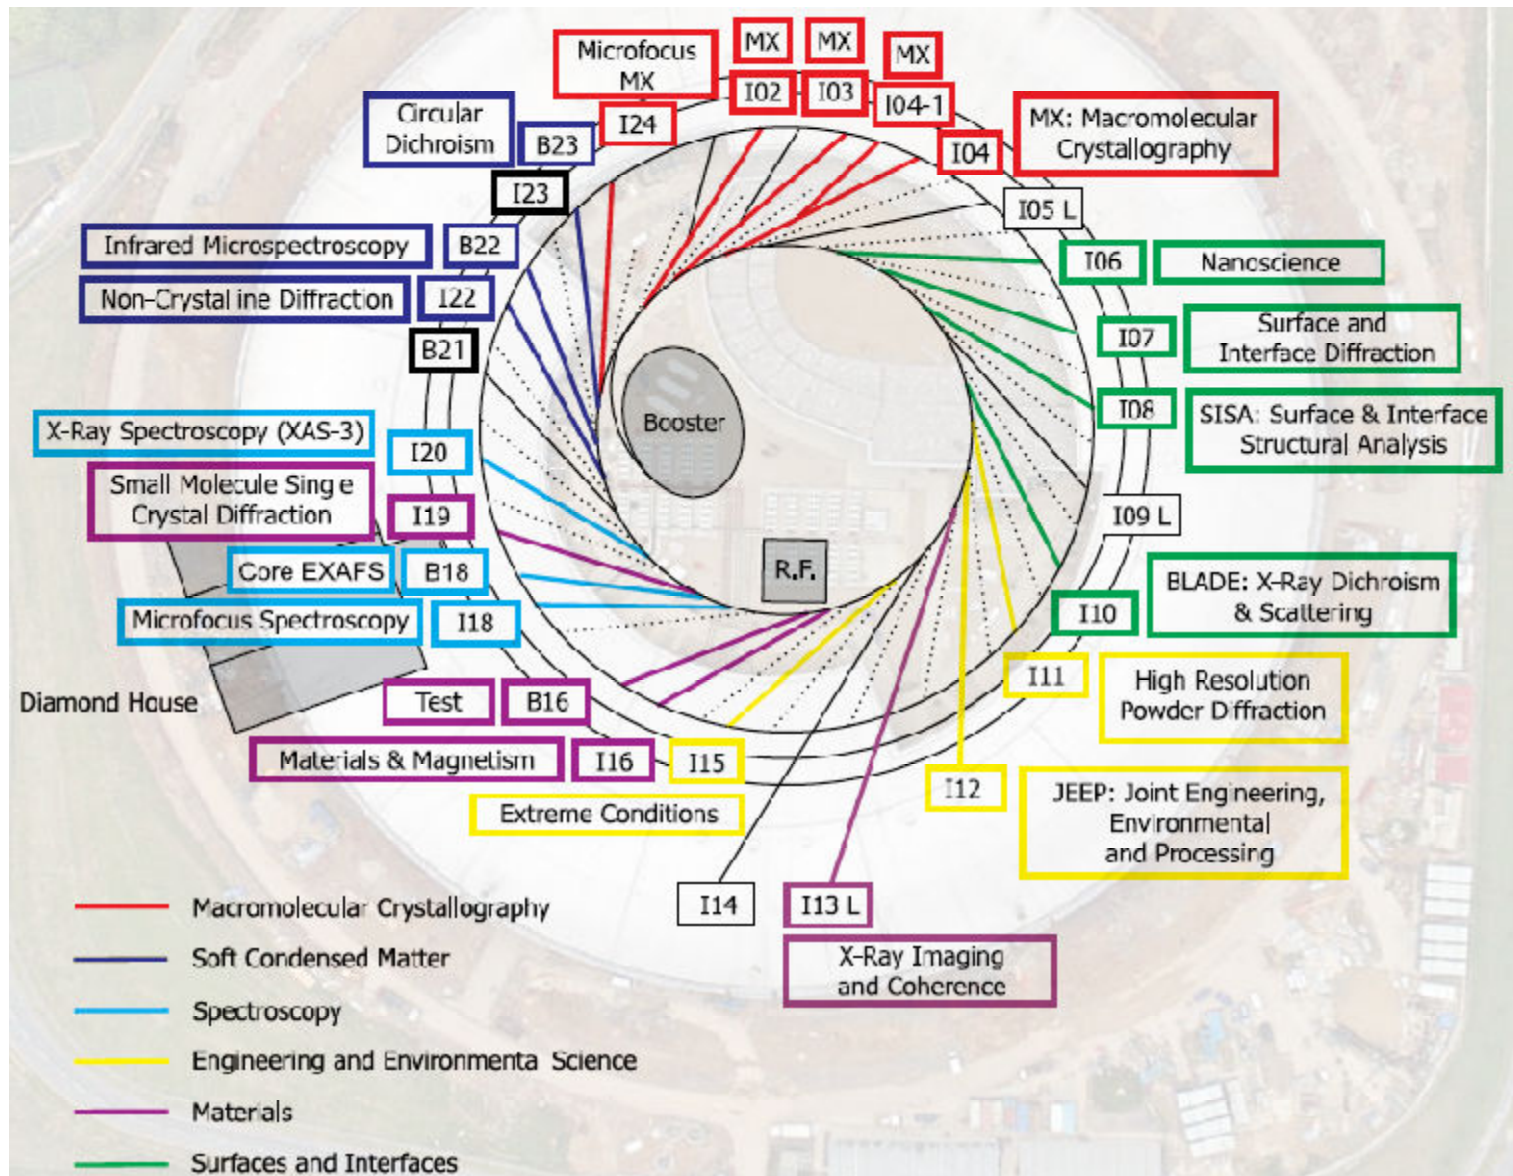 Microfocus
MX
MX
MX
MX
I02
I03
I04-1
I24
I04
MX: Macromolecular
Crystallography
Circular
Dichroism
B23
I23
I05 L
Infrared Microspectroscopy
B22
I06
Nanoscience
Non-Crystalline Diffraction
I22
B21
I07
Surface and
Interface Diffraction
I08
SISA: Surface & Interface
Structural Analysis
Booster
X-Ray Spectroscopy (XAS-3)
I20
Small Molecule Single
Crystal Diffraction
I19
I09 L
Core EXAFS
B18
R.F.
BLADE: X-Ray Dichroism
& Scattering
I10
Microfocus Spectroscopy
I18
I11
High Resolution
Powder Diffraction
Diamond House
Test
B16
Materials & Magnetism
I16
I15
Extreme Conditions
I12
JEEP: Joint Engineering,
Environmental
and Processing
I14
I13 L
X-Ray Imaging
and Coherence
Macromolecular Crystallography
Soft Condensed Matter
Spectroscopy
Engineering and Environmental Science
Materials
Surfaces and Interfaces